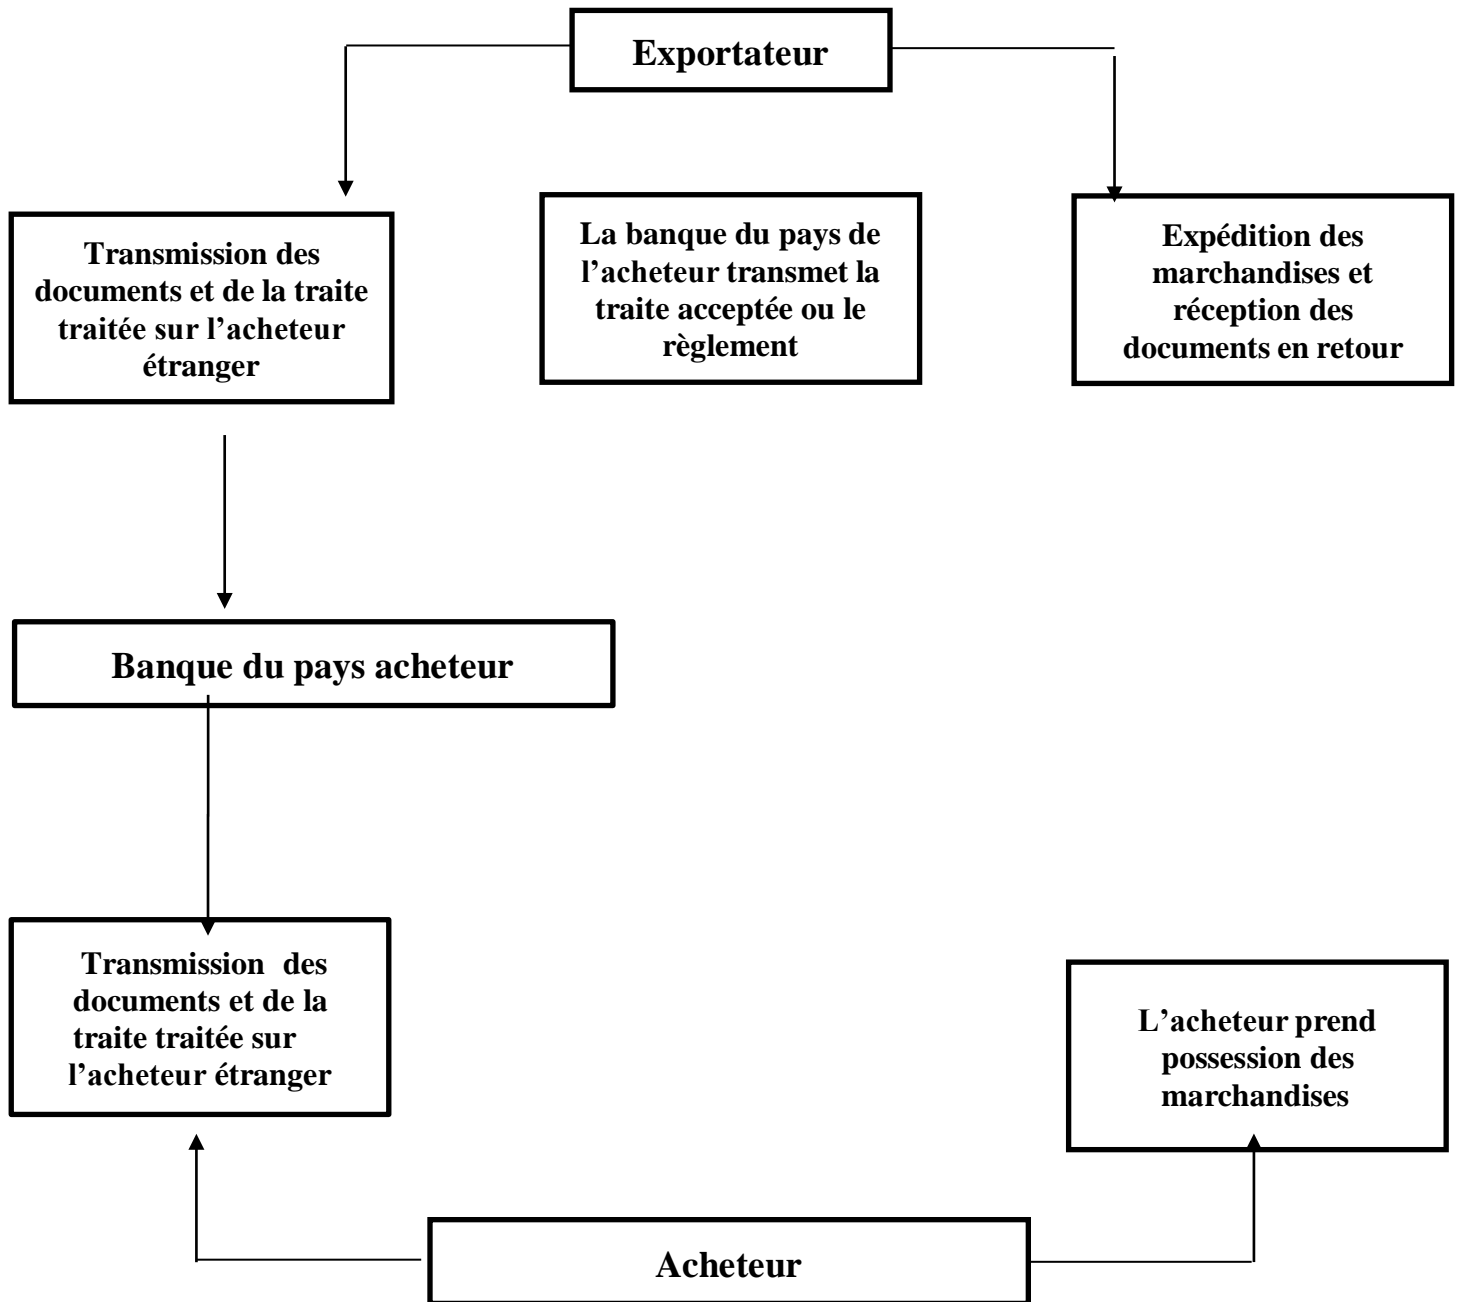 Exportateur
Transmission des
documents et de la traite
traitée sur l’acheteur
étranger
La banque du pays de
l’acheteur transmet la
traite acceptée ou le
règlement
Expédition des
marchandises et
réception des
documents en retour
Banque du pays acheteur
Transmission des
documents et de la
traite traitée sur
l’acheteur étranger
L’acheteur prend
possession des
marchandises
Acheteur